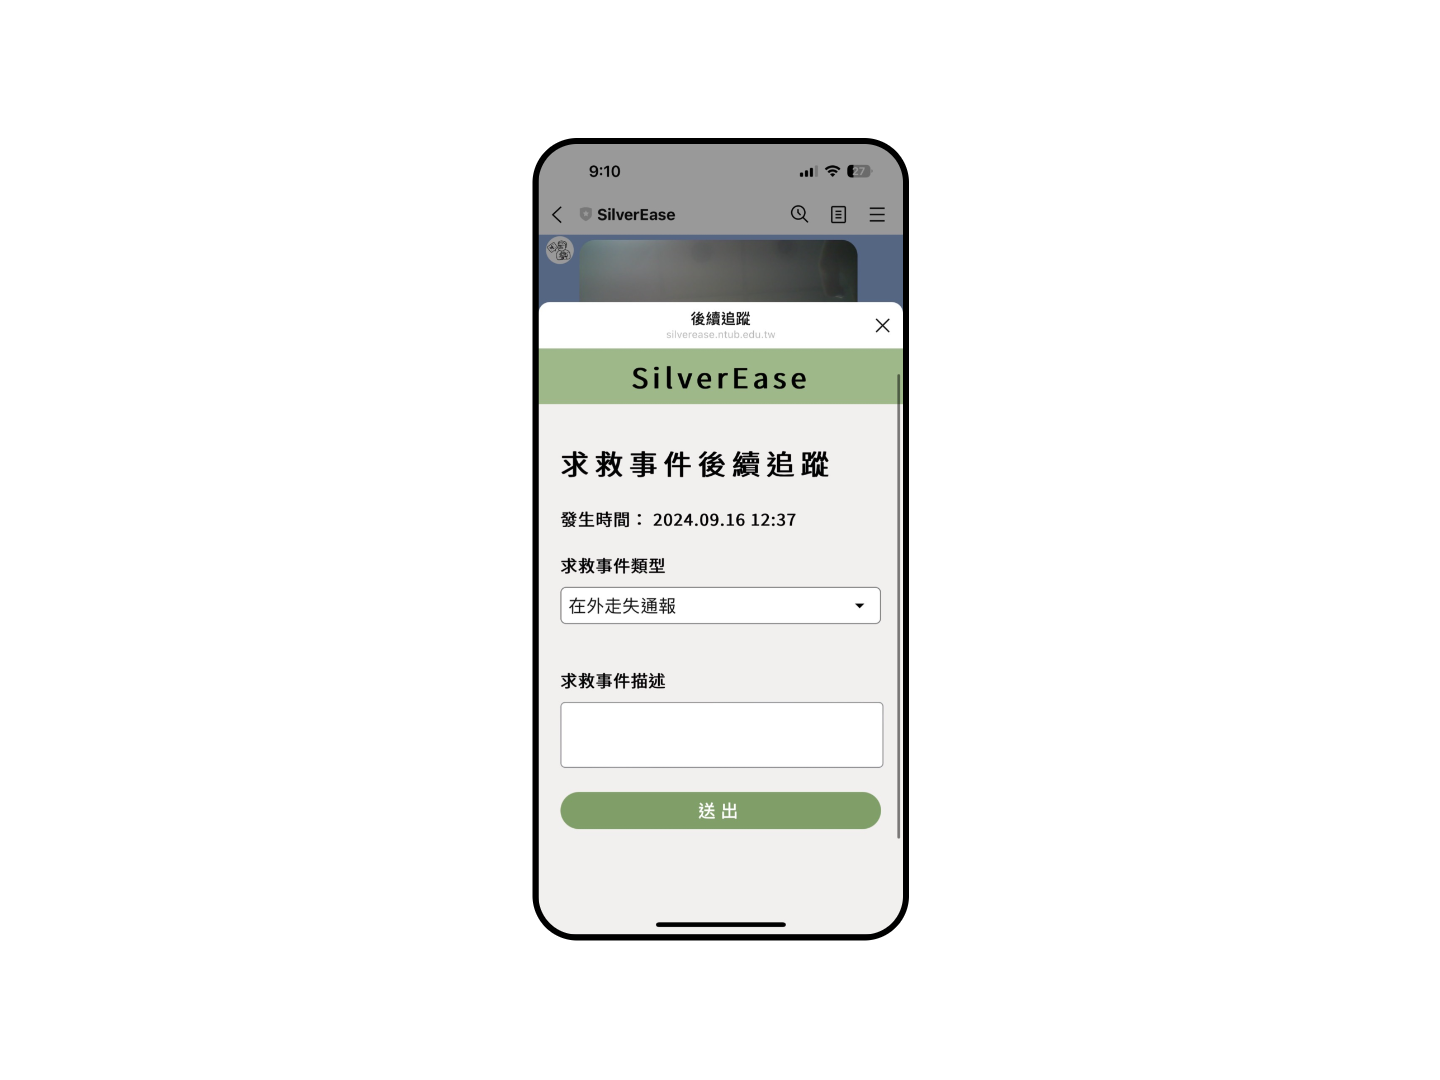 9:10
27
SilverEase
後續追蹤
silverease.ntub.edu.tw
SilverEase
求救事件後續追蹤
發生時間： 2024.09.16 12:37
求救事件類型
在外走失通報
求救事件描述
送出